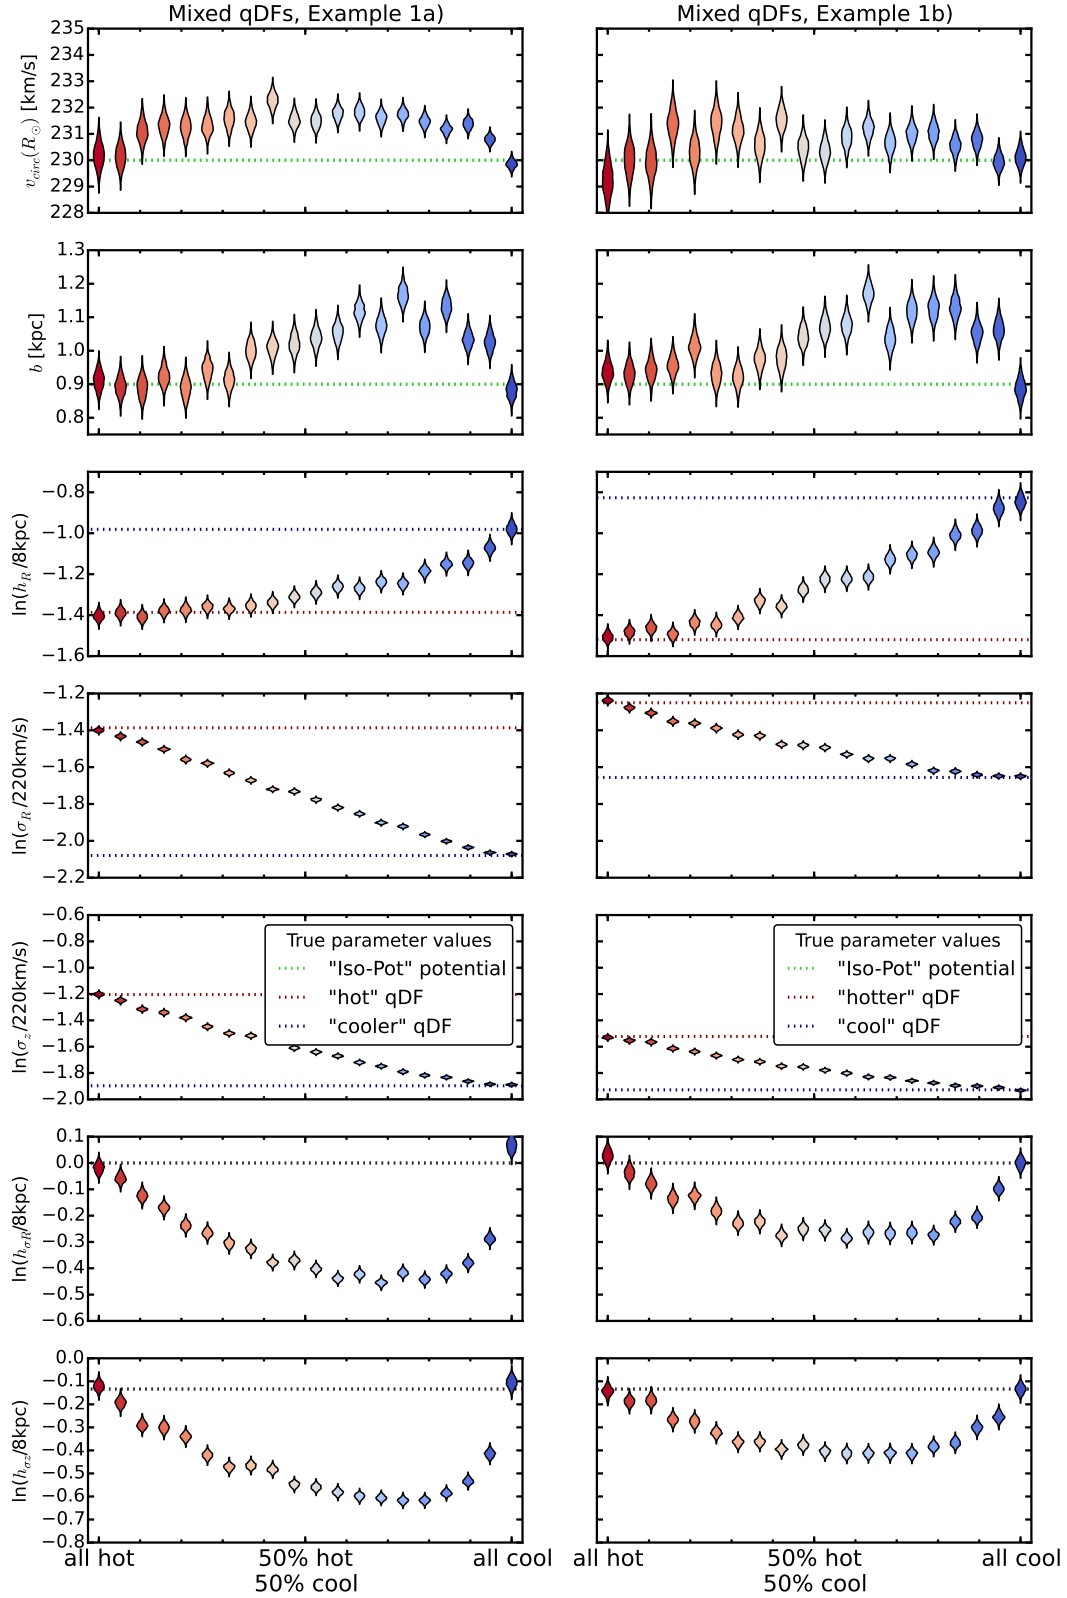 Mixed qDFs, Example 1a)
Mixed qDFs, Example 1b)
v_circ(R_⊙) [km/s]
235
234
233
232
231
230
229
228
b [kpc]
1.3
1.2
1.1
1.0
0.9
0.8
ln(h_R/8kpc)
−0.8
−1.0
−1.2
−1.4
−1.6
ln(σ_R/220km/s)
−1.2
−1.4
−1.6
−1.8
−2.0
−2.2
ln(σ_z/220km/s)
−0.6
−0.8
−1.0
−1.2
−1.4
−1.6
−1.8
−2.0
True parameter values
"Iso-Pot" potential
"hot" qDF
"cooler" qDF
True parameter values
"Iso-Pot" potential
"hotter" qDF
"cool" qDF
ln(h_σR/8kpc)
0.1
0.0
−0.1
−0.2
−0.3
−0.4
−0.5
−0.6
ln(h_σz/8kpc)
0.0
−0.1
−0.2
−0.3
−0.4
−0.5
−0.6
−0.7
−0.8
all hot
50% hot
50% cool
all cool
all hot
50% hot
50% cool
all cool